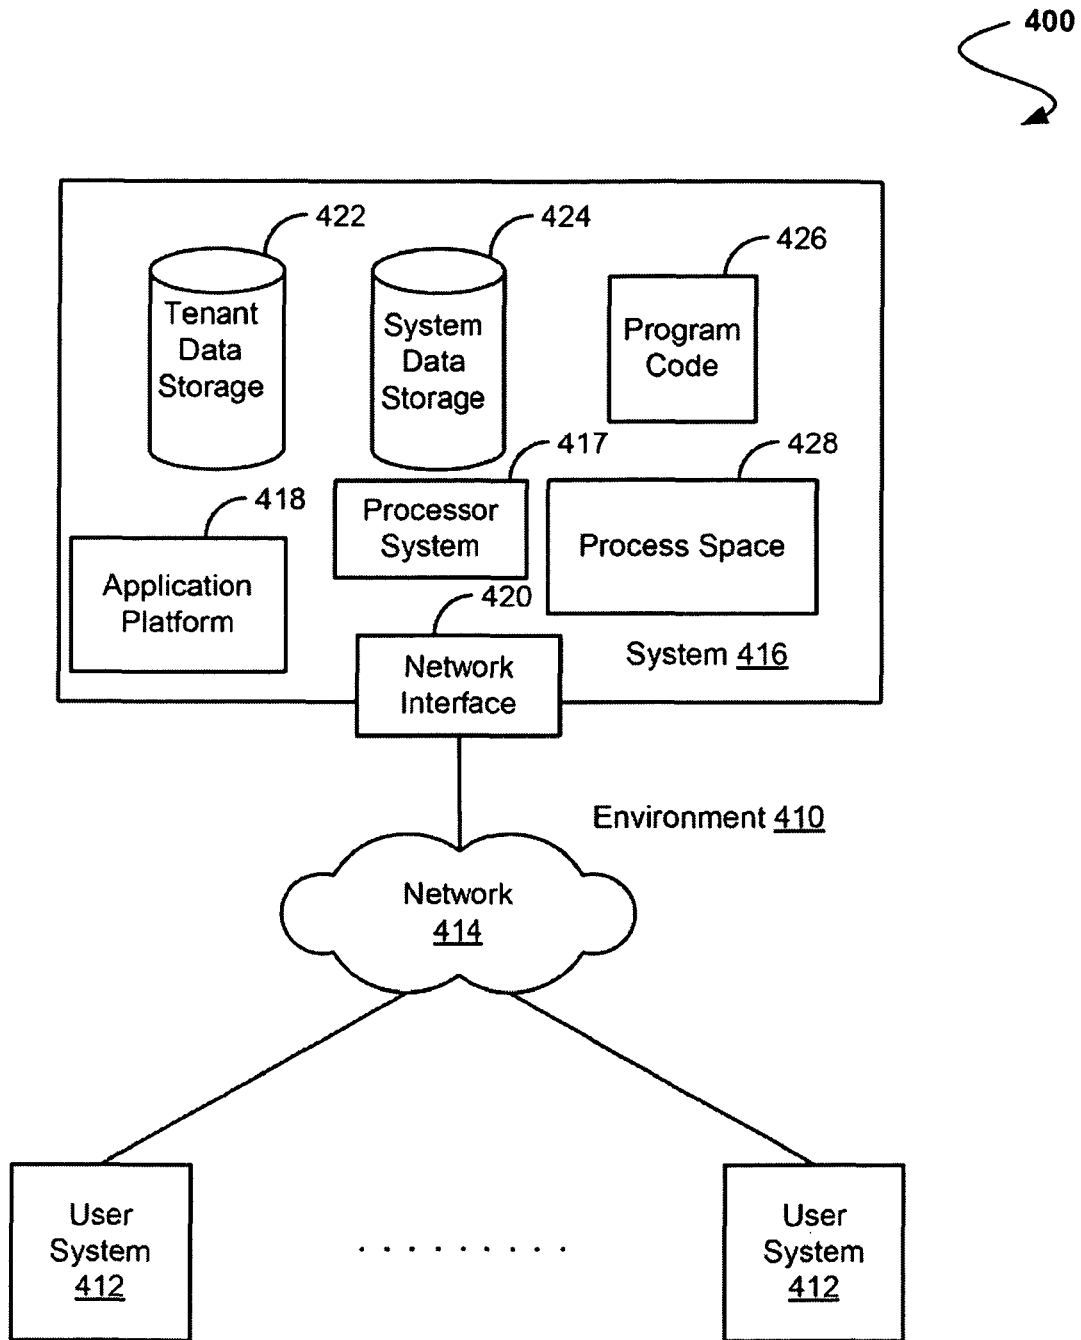 400
422
424
426
Tenant
Data
Storage
System
Data
Storage
Program
Code
417
428
418
Processor
System
Process Space
Application
Platform
420
Network
Interface
System 416
Environment 410
Network
414
User
System
412
. . . . . . . . .
User
System
412